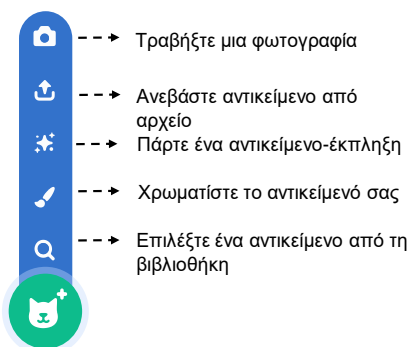 Τραβήξτε μια φωτογραφία
Ανεβάστε αντικείμενο από
αρχείο
Πάρτε ένα αντικείμενο-έκπληξη
Χρωματίστε το αντικείμενό σας
Επιλέξτε ένα αντικείμενο από τη
βιβλιοθήκη